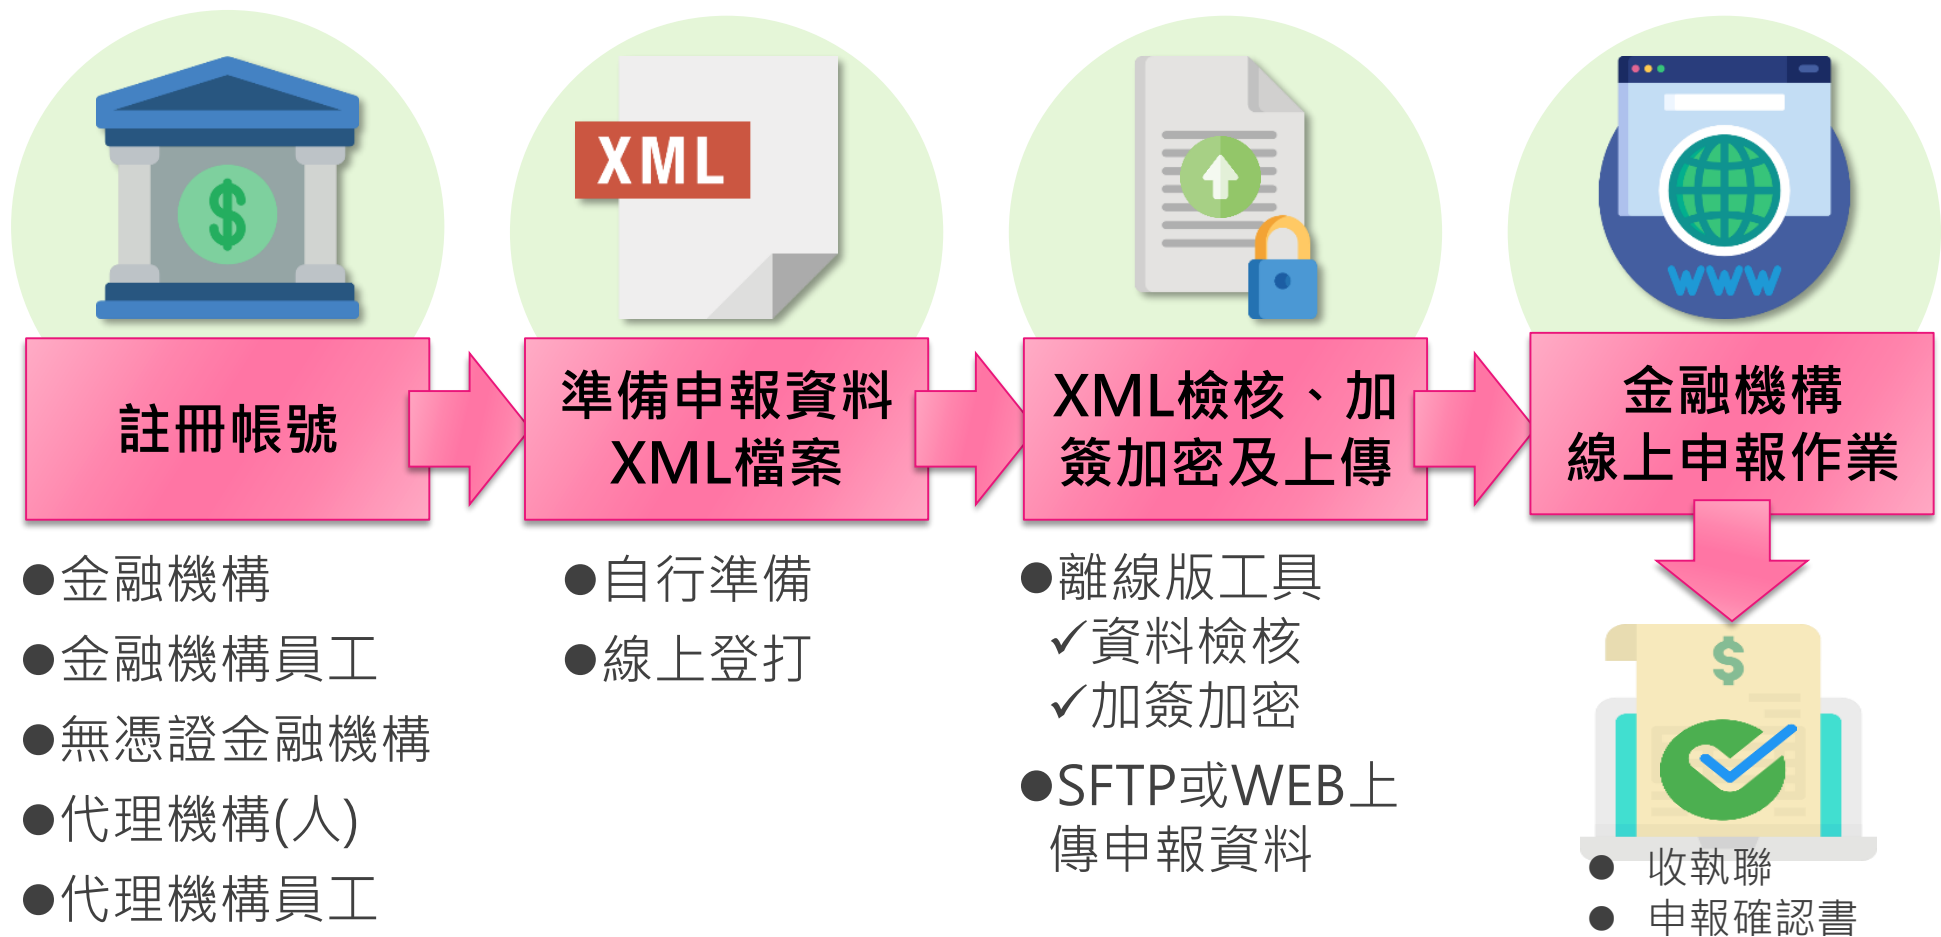 XML
WWW
註冊帳號
準備申報資料
XML檔案
XML檢核、加
簽加密及上傳
金融機構
線上申報作業
●金融機構
●金融機構員工
●無憑證金融機構
●代理機構(人)
●代理機構員工
●自行準備
●線上登打
●離線版工具
✓資料檢核
✓加簽加密
●SFTP或WEB上
傳申報資料
● 收執聯
● 申報確認書